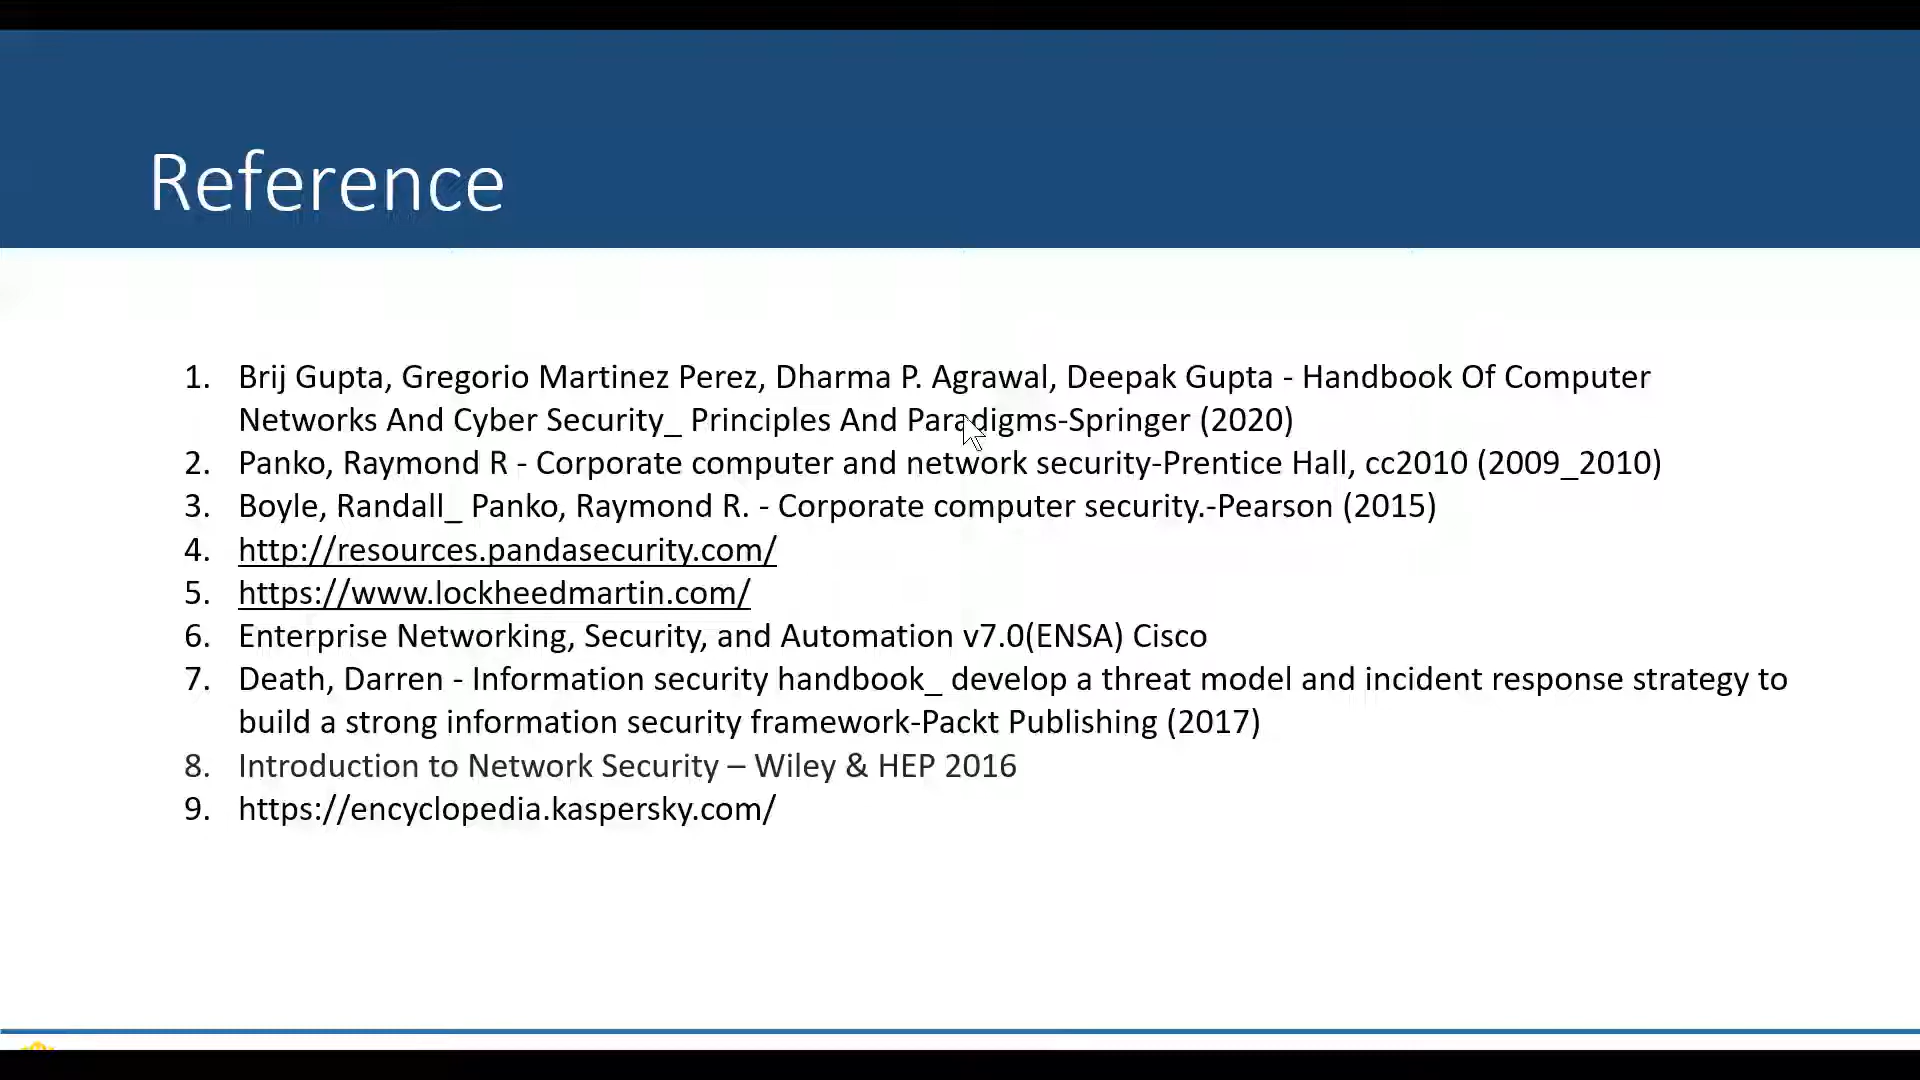 Reference
1. Brij Gupta, Gregorio Martinez Perez, Dharma P. Agrawal, Deepak Gupta - Handbook Of Computer
Networks And Cyber Security_ Principles And Paradigms-Springer (2020)
2. Panko, Raymond R - Corporate computer and network security-Prentice Hall, cc2010 (2009_2010)
3. Boyle, Randall_ Panko, Raymond R. - Corporate computer security.-Pearson (2015)
4. http://resources.pandasecurity.com/
5. https://www.lockheedmartin.com/
6. Enterprise Networking, Security, and Automation v7.0(ENSA) Cisco
7. Death, Darren - Information security handbook_ develop a threat model and incident response strategy to
build a strong information security framework-Packt Publishing (2017)
8. Introduction to Network Security – Wiley & HEP 2016
9. https://encyclopedia.kaspersky.com/